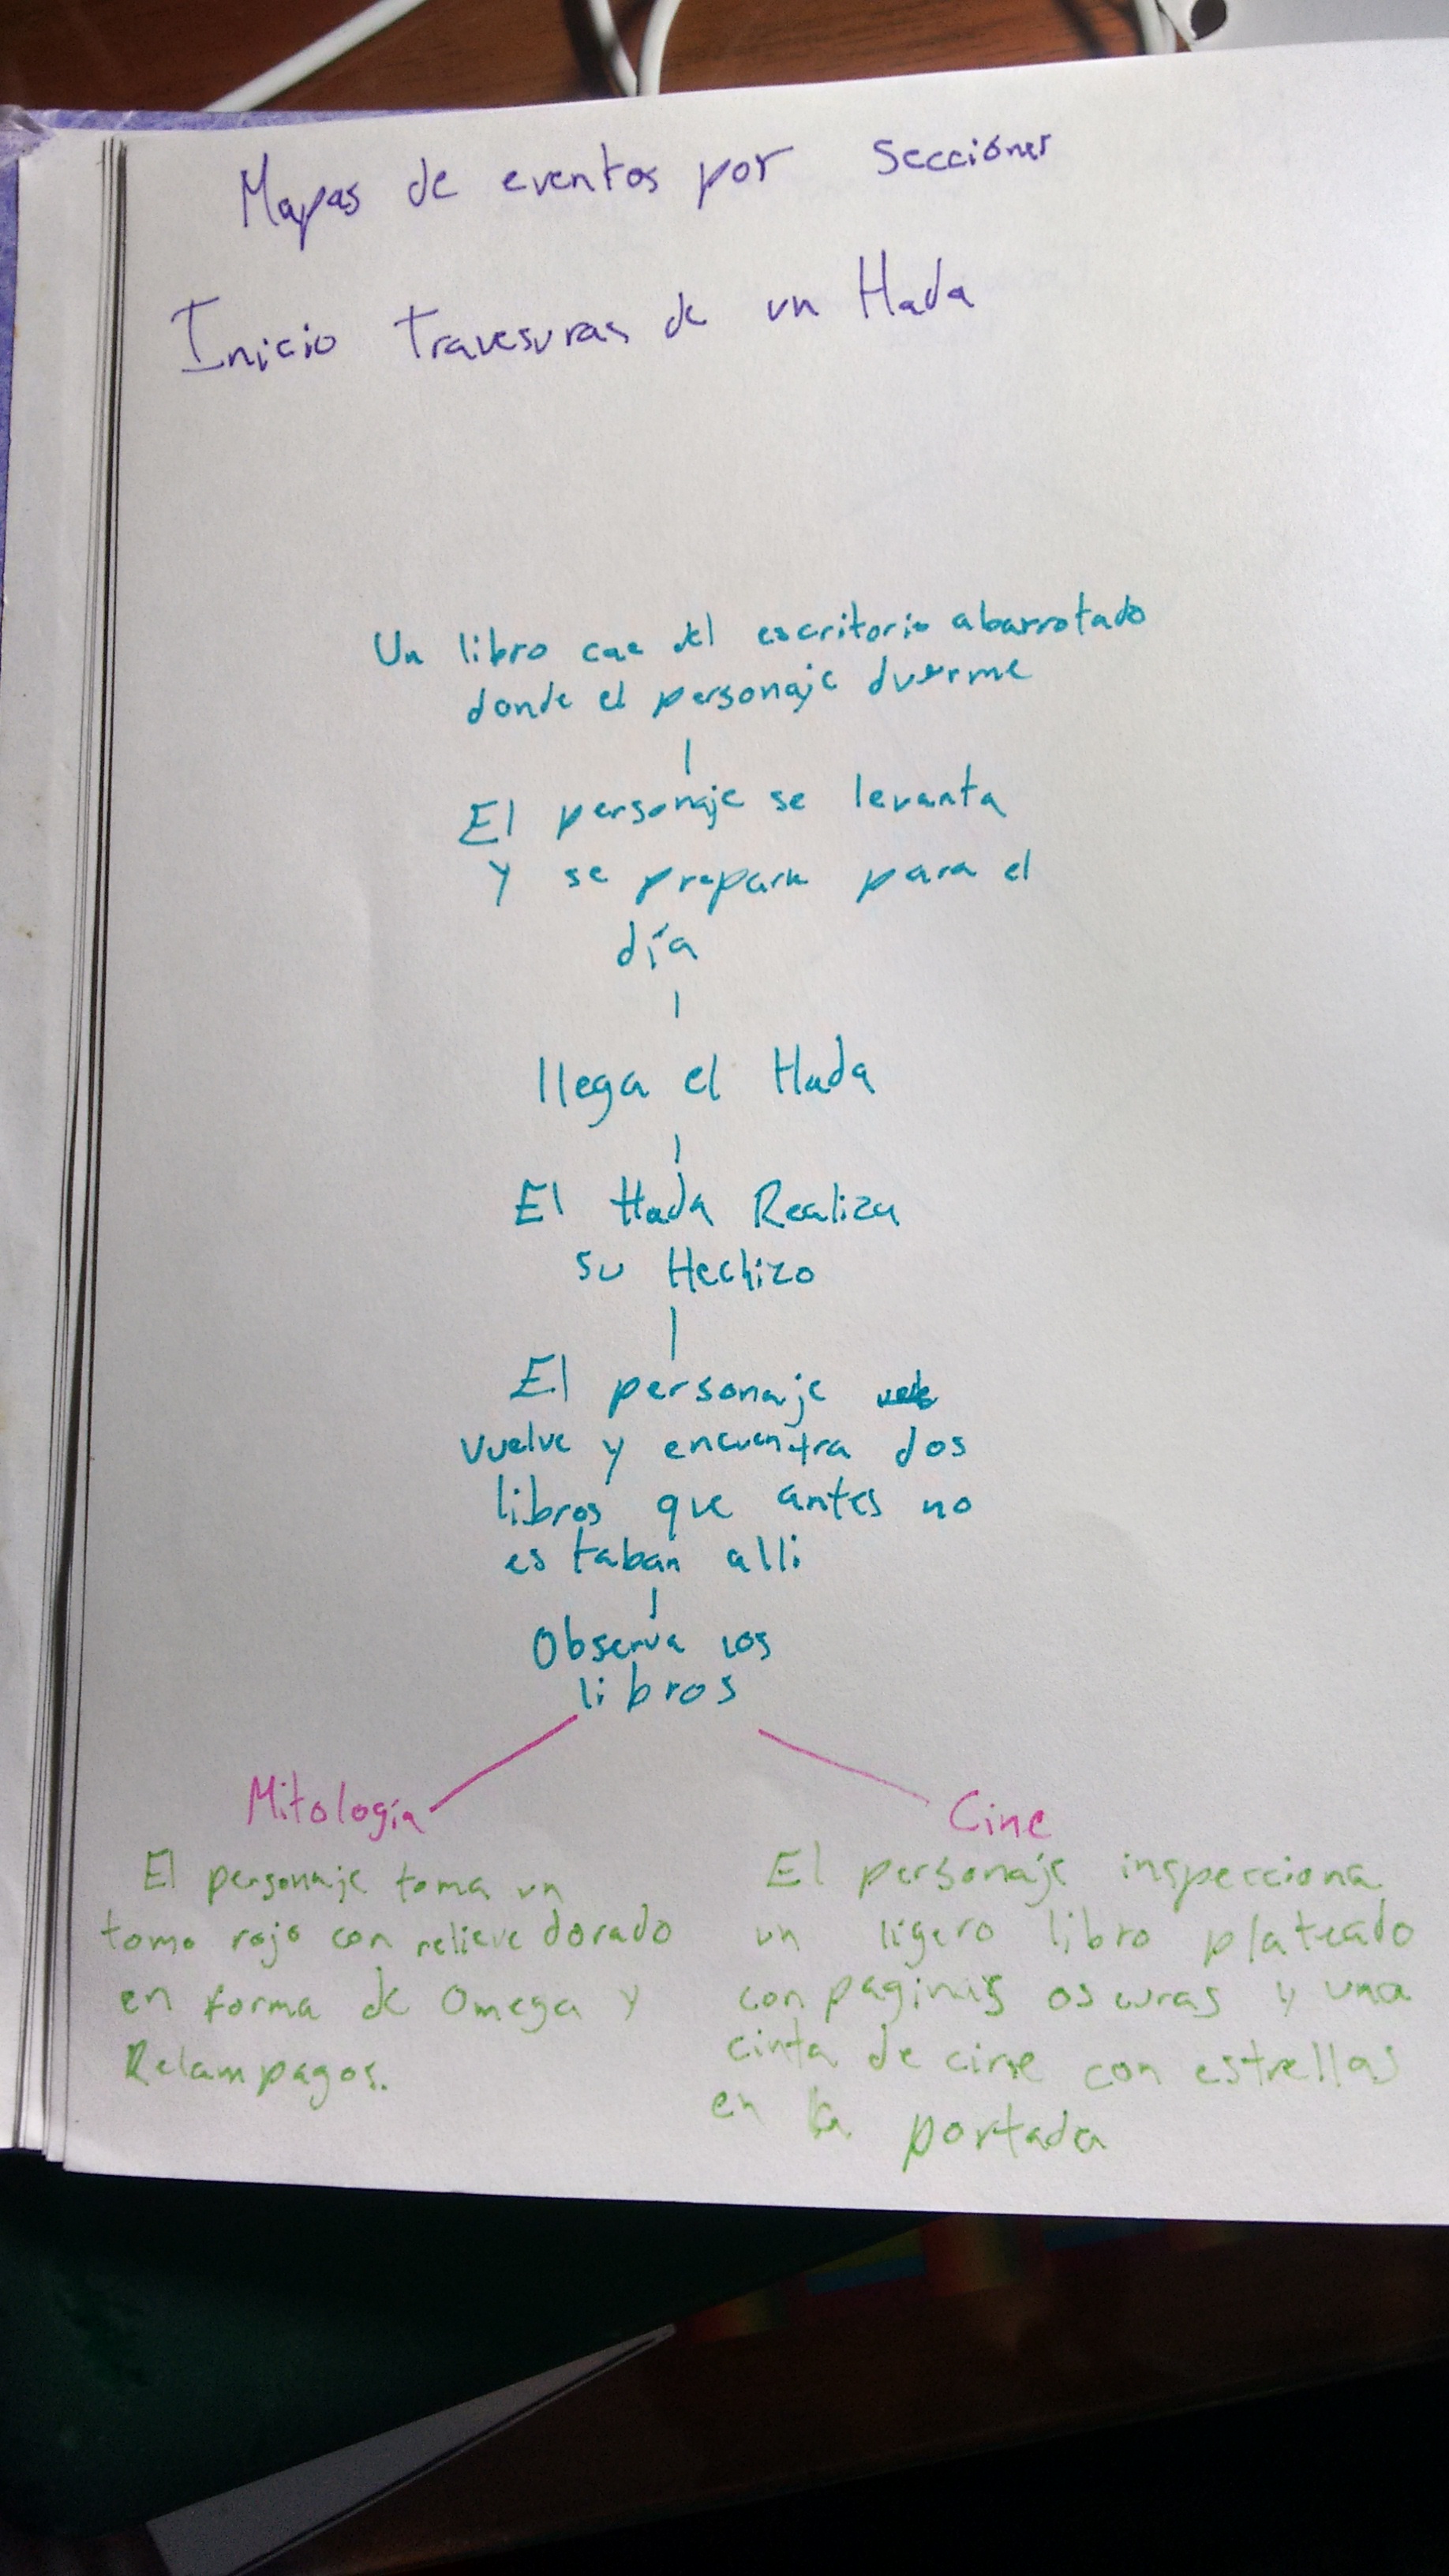 Mapas de eventos por Secciónes
Inicio Travesuras de un Hada
Un libro cae del escritorio abarrotado
donde el personaje duerme
El personaje se levanta
y se prepara para el
día
llega el Hada
El Hada Realiza
su Hechizo
El personaje
vuelve y encuentra dos
libros que antes no
estaban alli
Observa los
libros
Mitología
Cine
El personaje toma un
tomo rojo con relieve dorado
en forma de Omega y
Relampagos.
El personaje inspecciona
un ligero libro plateado
con paginas oscuras y una
cinta de cine con estrellas
en la portada